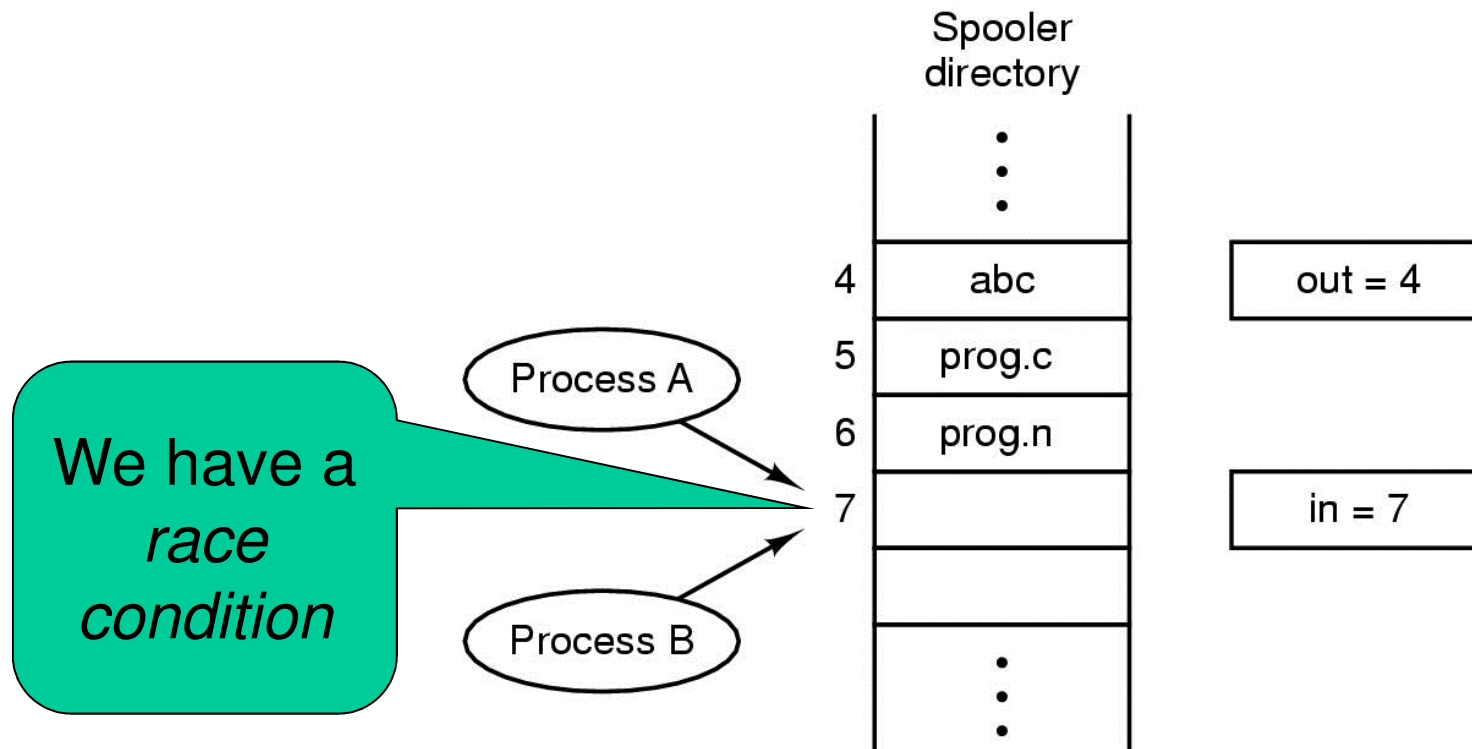 Spooler
directory
4
abc
out = 4
5
prog.c
Process A
6
prog.n
We have a
race
condition
7
in = 7
Process B